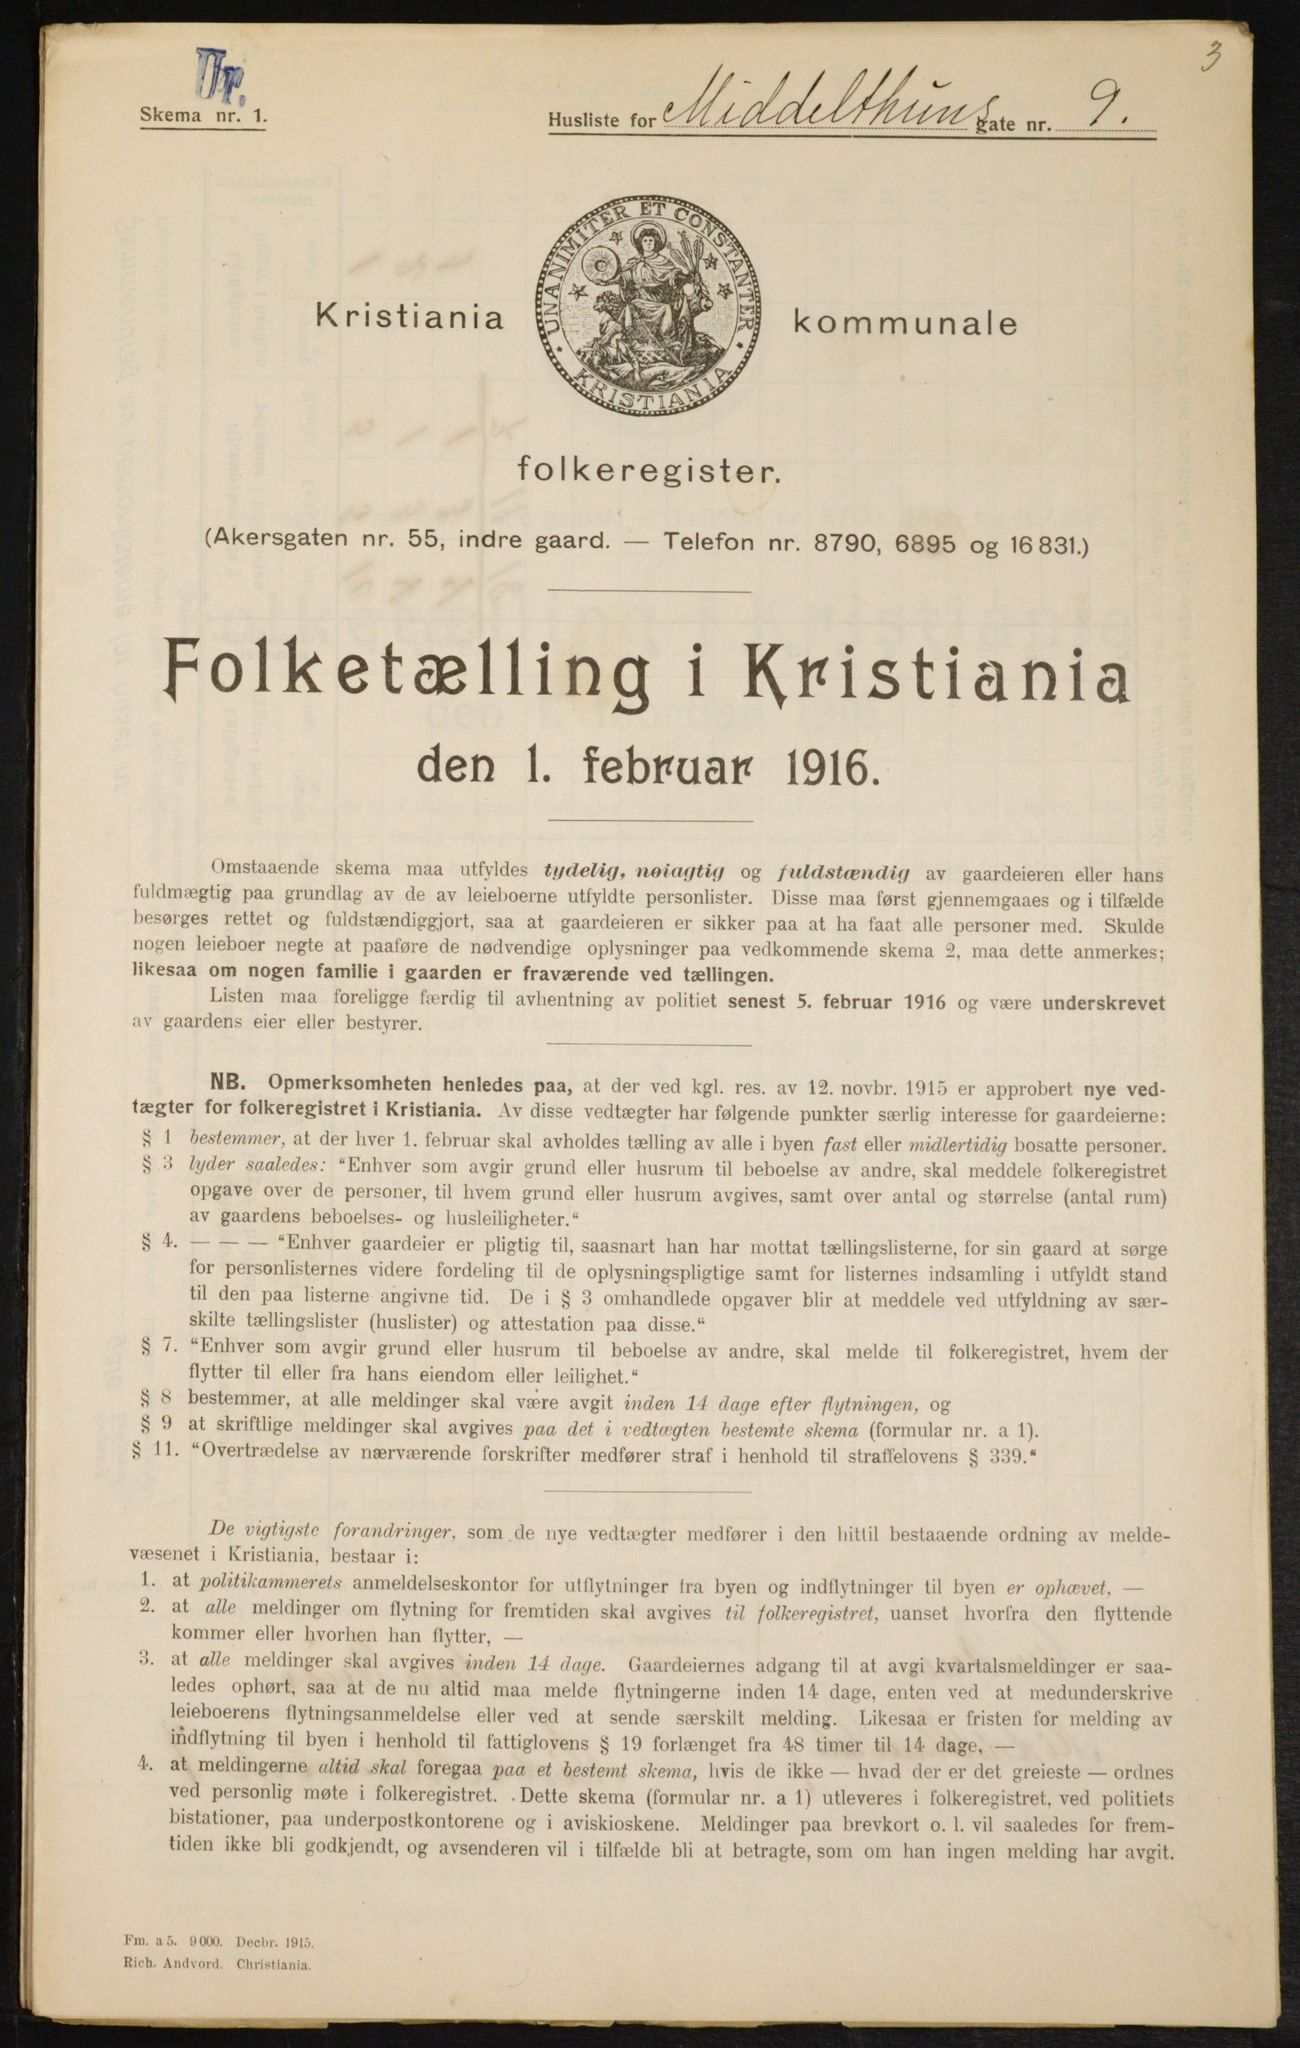 3
Ur.
Skema nr. 1.
Husliste for Middelthuns gate nr. 9.
UNANIMITER ET CONSTANTER
KRISTIANIA
Kristiania kommunale
folkeregister.
(Akersgaten nr. 55, indre gaard. — Telefon nr. 8790, 6895 og 16 831.)
Folketælling i Kristiania
den 1. februar 1916.
Omstaaende skema maa utfyldes tydelig, nøiagtig og fuldstændig av gaardeieren eller hans
fuldmægtig paa grundlag av de av leieboerne utfyldte personlister. Disse maa først gjennemgaaes og i tilfælde
besørges rettet og fuldstændiggjort, saa at gaardeieren er sikker paa at ha faat alle personer med. Skulde
nogen leieboer negte at paaføre de nødvendige oplysninger paa vedkommende skema 2, maa dette anmerkes;
likesaa om nogen familie i gaarden er fraværende ved tællingen.
Listen maa foreligge færdig til avhentning av politiet senest 5. februar 1916 og være underskrevet
av gaardens eier eller bestyrer.
NB. Opmerksomheten henledes paa, at der ved kgl. res. av 12. novbr. 1915 er approbert nye ved-
tægter for folkeregistret i Kristiania. Av disse vedtægter har følgende punkter særlig interesse for gaardeierne:
§ 1 bestemmer, at der hver 1. februar skal avholdes tælling av alle i byen fast eller midlertidig bosatte personer.
§ 3 lyder saaledes: “Enhver som avgir grund eller husrum til beboelse av andre, skal meddele folkeregistret
opgave over de personer, til hvem grund eller husrum avgives, samt over antal og størrelse (antal rum)
av gaardens beboelses- og husleiligheter.“
§ 4. — — — “Enhver gaardeier er pligtig til, saasnart han har mottat tællingslisterne, for sin gaard at sørge
for personlisternes videre fordeling til de oplysningspligtige samt for listernes indsamling i utfyldt stand
til den paa listerne angivne tid. De i § 3 omhandlede opgaver blir at meddele ved utfyldning av sær-
skilte tællingslister (huslister) og attestation paa disse.“
§ 7. “Enhver som avgir grund eller husrum til beboelse av andre, skal melde til folkeregistret, hvem der
flytter til eller fra hans eiendom eller leilighet.“
§ 8 bestemmer, at alle meldinger skal være avgit inden 14 dage efter flytningen, og
§ 9 at skriftlige meldinger skal avgives paa det i vedtægten bestemte skema (formular nr. a 1).
§ 11. “Overtrædelse av nærværende forskrifter medfører straf i henhold til straffelovens § 339.“
De vigtigste forandringer, som de nye vedtægter medfører i den hittil bestaaende ordning av melde-
væsenet i Kristiania, bestaar i:
1. at politikammerets anmeldelseskontor for utflytninger fra byen og indflytninger til byen er ophævet, —
2. at alle meldinger om flytning for fremtiden skal avgives til folkeregistret, uanset hvorfra den flyttende
kommer eller hvorhen han flytter, —
3. at alle meldinger skal avgives inden 14 dage. Gaardeiernes adgang til at avgi kvartalsmeldinger er saa-
ledes ophørt, saa at de nu altid maa melde flytningerne inden 14 dage, enten ved at medunderskrive
leieboerens flytningsanmeldelse eller ved at sende særskilt melding. Likesaa er fristen for melding av
indflytning til byen i henhold til fattiglovens § 19 forlænget fra 48 timer til 14 dage, —
4. at meldingerne altid skal foregaa paa et bestemt skema, hvis de ikke — hvad der er det greieste — ordnes
ved personlig møte i folkeregistret. Dette skema (formular nr. a 1) utleveres i folkeregistret, ved politiets
bistationer, paa underpostkontorene og i aviskioskene. Meldinger paa brevkort o. l. vil saaledes for frem-
tiden ikke bli godkjendt, og avsenderen vil i tilfælde bli at betragte, som om han ingen melding har avgit.
Fm. a 5. 9 000. Decbr. 1915.
Rich. Andvord. Christiania.